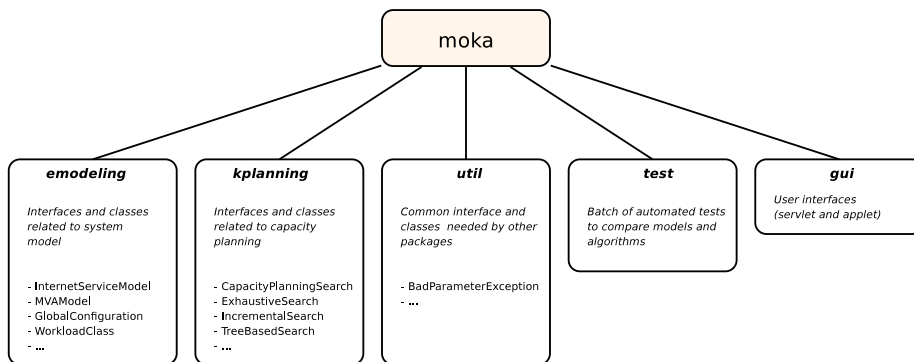 moka
emodeling
Interfaces and classes
related to system
model
- InternetServiceModel
- MVAModel
- GlobalConfiguration
- WorkloadClass
- ...
kplanning
Interfaces and classes
related to capacity
planning
- CapacityPlanningSearch
- ExhaustiveSearch
- IncrementalSearch
- TreeBasedSearch
- ...
util
Common interface and
classes  needed by other
packages
- BadParameterException
- ...
test
Batch of automated tests
to compare models and
algorithms
gui
User interfaces
(servlet and applet)